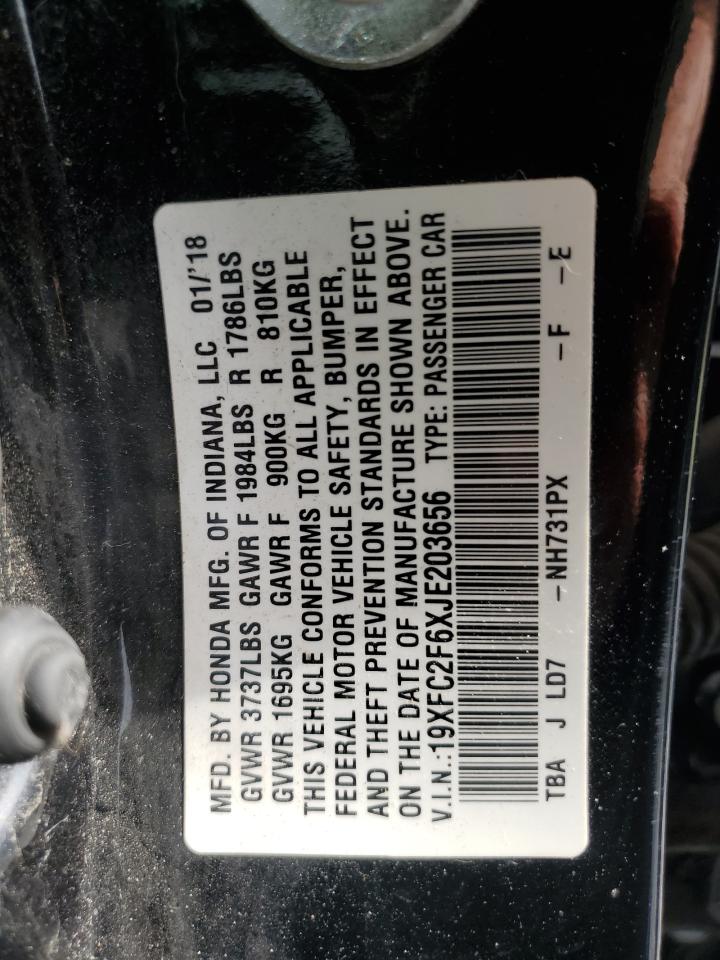 MFD. BY HONDA MFG. OF INDIANA, LLC 01/'18
GVWR 3737LBS GAWR F 1984LBS R 1786LBS
GVWR 1695KG GAWR F 900KG R 810KG
THIS VEHICLE CONFORMS TO ALL APPLICABLE
FEDERAL MOTOR VEHICLE SAFETY, BUMPER,
AND THEFT PREVENTION STANDARDS IN EFFECT
ON THE DATE OF MANUFACTURE SHOWN ABOVE.
V.I.N.:19XFC2F6XJE203656 TYPE: PASSENGER CAR
TBA J LD7 -NH731PX -F -E